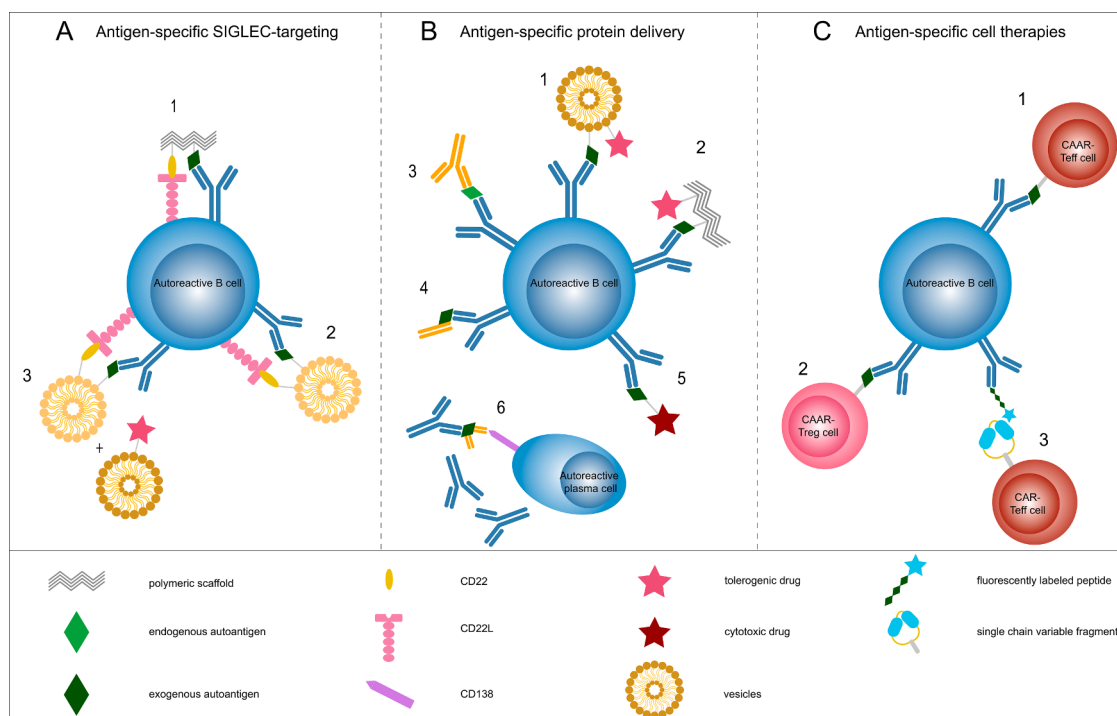 A Antigen-specific SIGLEC-targeting
1
Autoreactive B cell
2
3
+
B Antigen-specific protein delivery
1
2
3
Autoreactive B cell
4
5
6
Autoreactive
plasma cell
C Antigen-specific cell therapies
1
CAAR-
Teff cell
Autoreactive B cell
2
CAAR-
Treg cell
3
CAR-
Teff cell
polymeric scaffold
CD22
tolerogenic drug
fluorescently labeled peptide
endogenous autoantigen
CD22L
cytotoxic drug
single chain variable fragment
exogenous autoantigen
CD138
vesicles